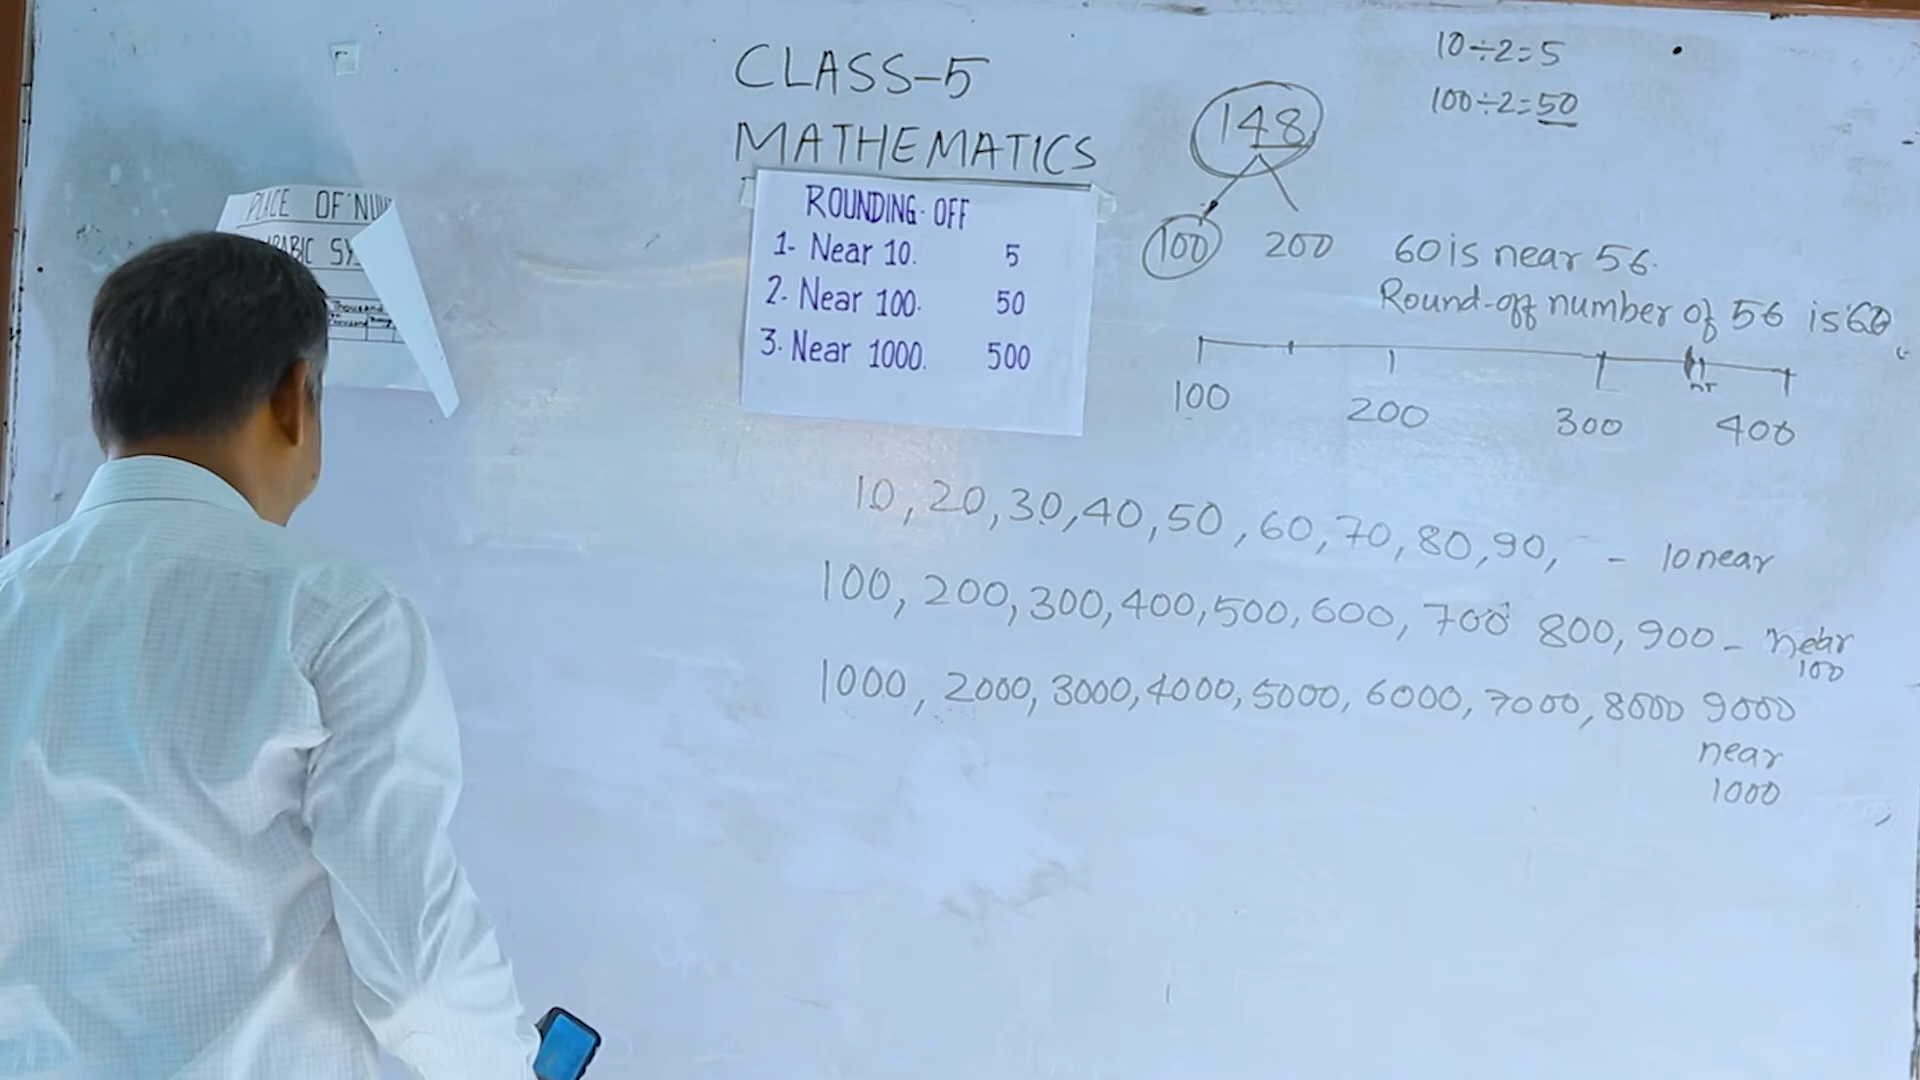 CLASS-5
MATHEMATICS
ROUNDING-OFF
1- Near 10. 5
2- Near 100. 50
3. Near 1000. 500
PLACE OF
Thousand
Thousand
10÷2=5
100÷2=50
148
100 200
60 is near 56.
Round-off number of 56 is 60
100 200 300 400
10, 20, 30, 40, 50, 60, 70, 80, 90, - 10 near
100, 200, 300, 400, 500, 600, 700 800, 900 - near
100
1000, 2000, 3000, 4000, 5000, 6000, 7000, 8000 9000
near
1000